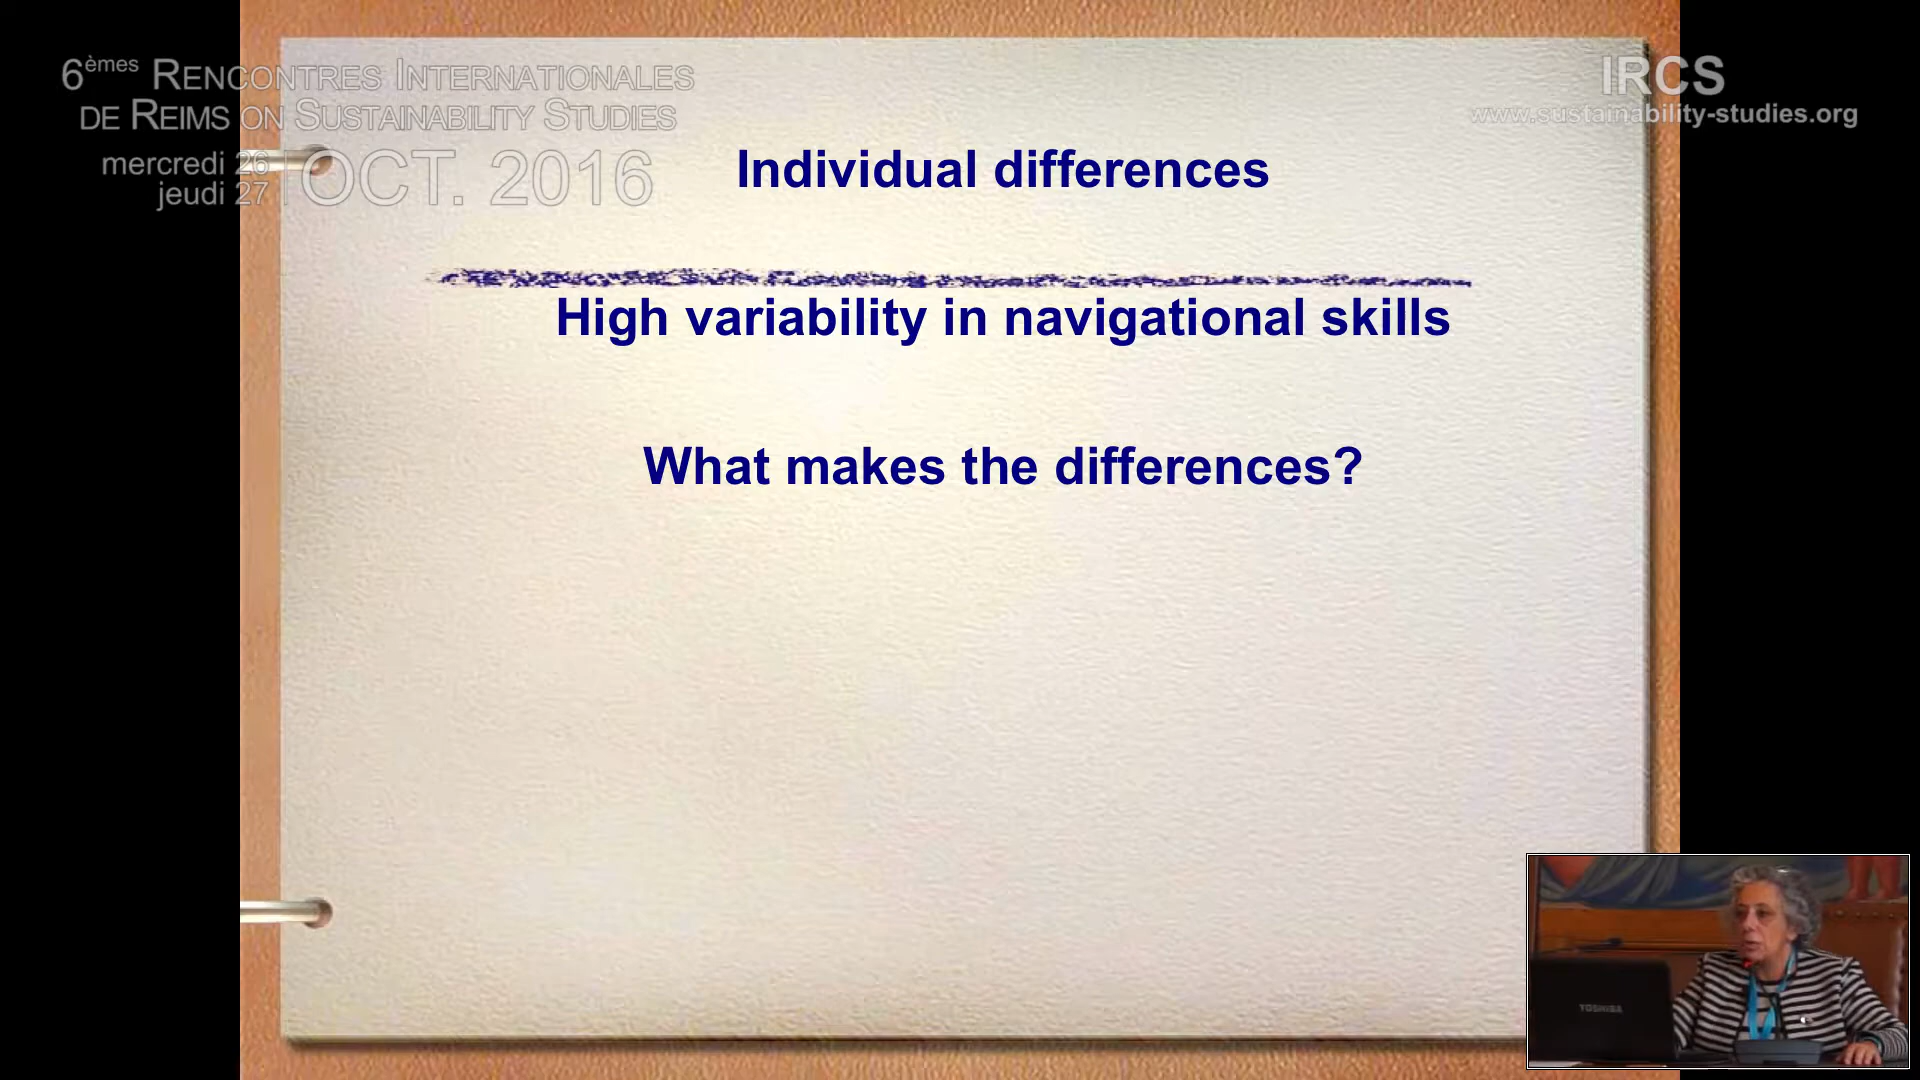 6èmes RENCONTRES INTERNATIONALES
DE REIMS ON SUSTAINABILITY STUDIES
mercredi 26
jeudi 27
OCT. 2016
IRCS
www.sustainability-studies.org
Individual differences
High variability in navigational skills
What makes the differences?
TOSHIBA